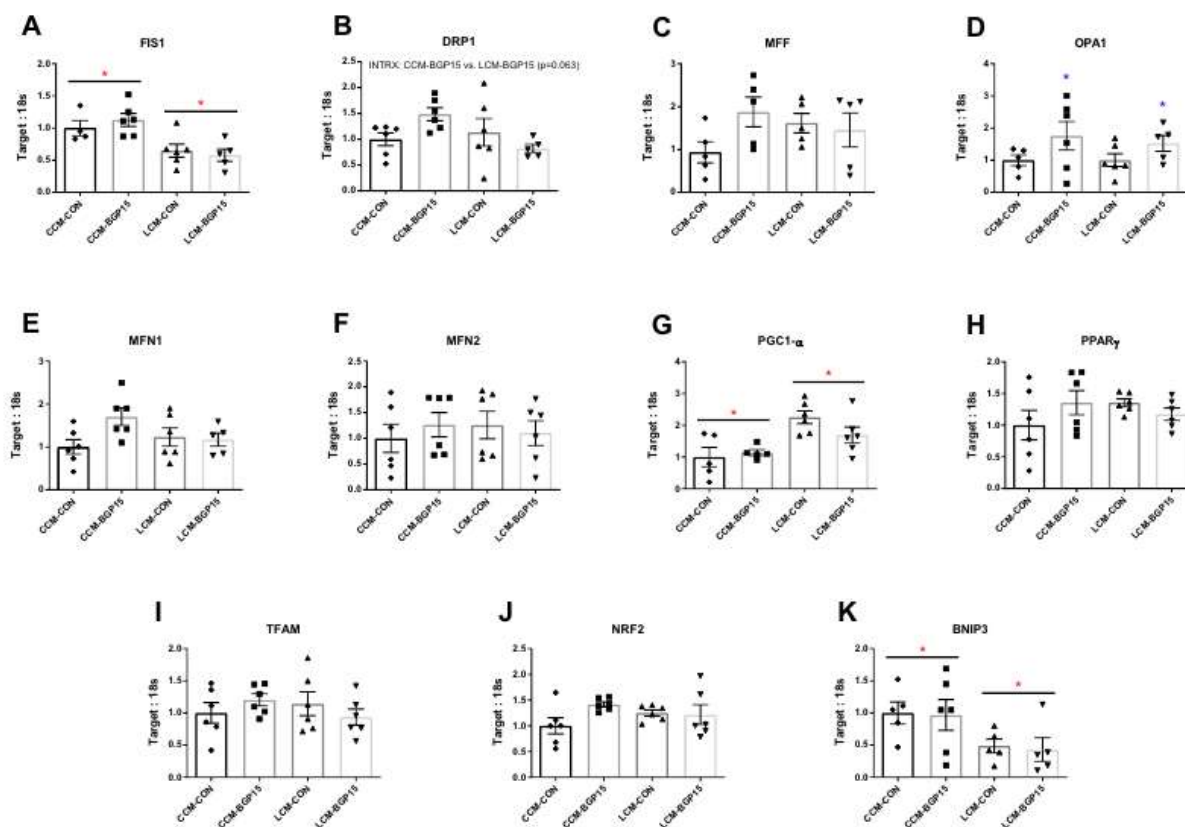 A
FIS1
*
*
Target : 18s
2.0
1.5
1.0
0.5
0.0
CCM-CON
CCM-BGP15
LCM-CON
LCM-BGP15
B
DRP1
INTRX: CCM-BGP15 vs. LCM-BGP15 (p=0.063)
Target : 18s
2.5
2.0
1.5
1.0
0.5
0.0
CCM-CON
CCM-BGP15
LCM-CON
LCM-BGP15
C
MFF
Target : 18s
3
2
1
0
CCM-CON
CCM-BGP15
LCM-CON
LCM-BGP15
D
OPA1
*
*
Target : 18s
4
3
2
1
0
CCM-CON
CCM-BGP15
LCM-CON
LCM-BGP15
E
MFN1
Target : 18s
3
2
1
0
CCM-CON
CCM-BGP15
LCM-CON
LCM-BGP15
F
MFN2
Target : 18s
2.5
2.0
1.5
1.0
0.5
0.0
CCM-CON
CCM-BGP15
LCM-CON
LCM-BGP15
G
PGC1-α
*
*
Target : 18s
4
3
2
1
0
CCM-CON
CCM-BGP15
LCM-CON
LCM-BGP15
H
PPARγ
Target : 18s
2.0
1.5
1.0
0.5
0.0
CCM-CON
CCM-BGP15
LCM-CON
LCM-BGP15
I
TFAM
Target : 18s
2.0
1.5
1.0
0.5
0.0
CCM-CON
CCM-BGP15
LCM-CON
LCM-BGP15
J
NRF2
Target : 18s
2.0
1.5
1.0
0.5
0.0
CCM-CON
CCM-BGP15
LCM-CON
LCM-BGP15
K
BNIP3
*
*
Target : 18s
2.0
1.5
1.0
0.5
0.0
CCM-CON
CCM-BGP15
LCM-CON
LCM-BGP15